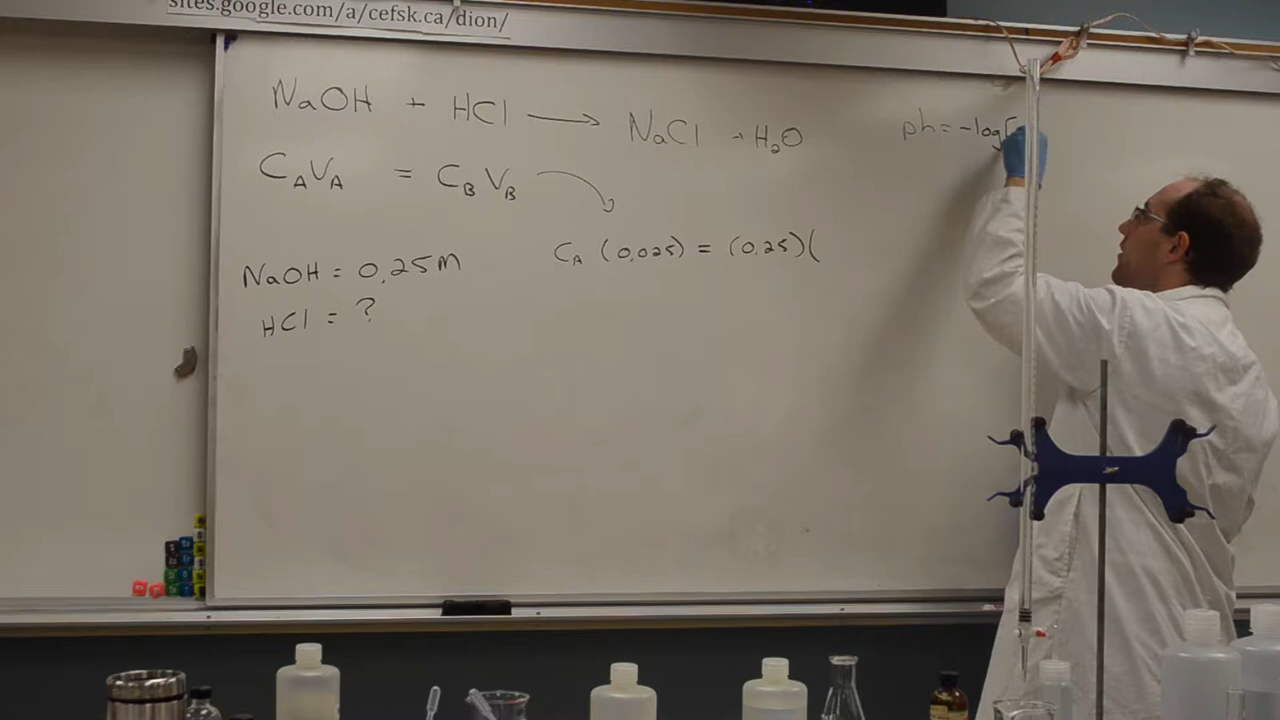 sites.google.com/a/cefsk.ca/dion/
NaOH + HCl → NaCl + H₂O
ph = -log[
CAVA = CBVB
CA (0,025) = (0,25)(
NaOH = 0,25M
HCl = ?